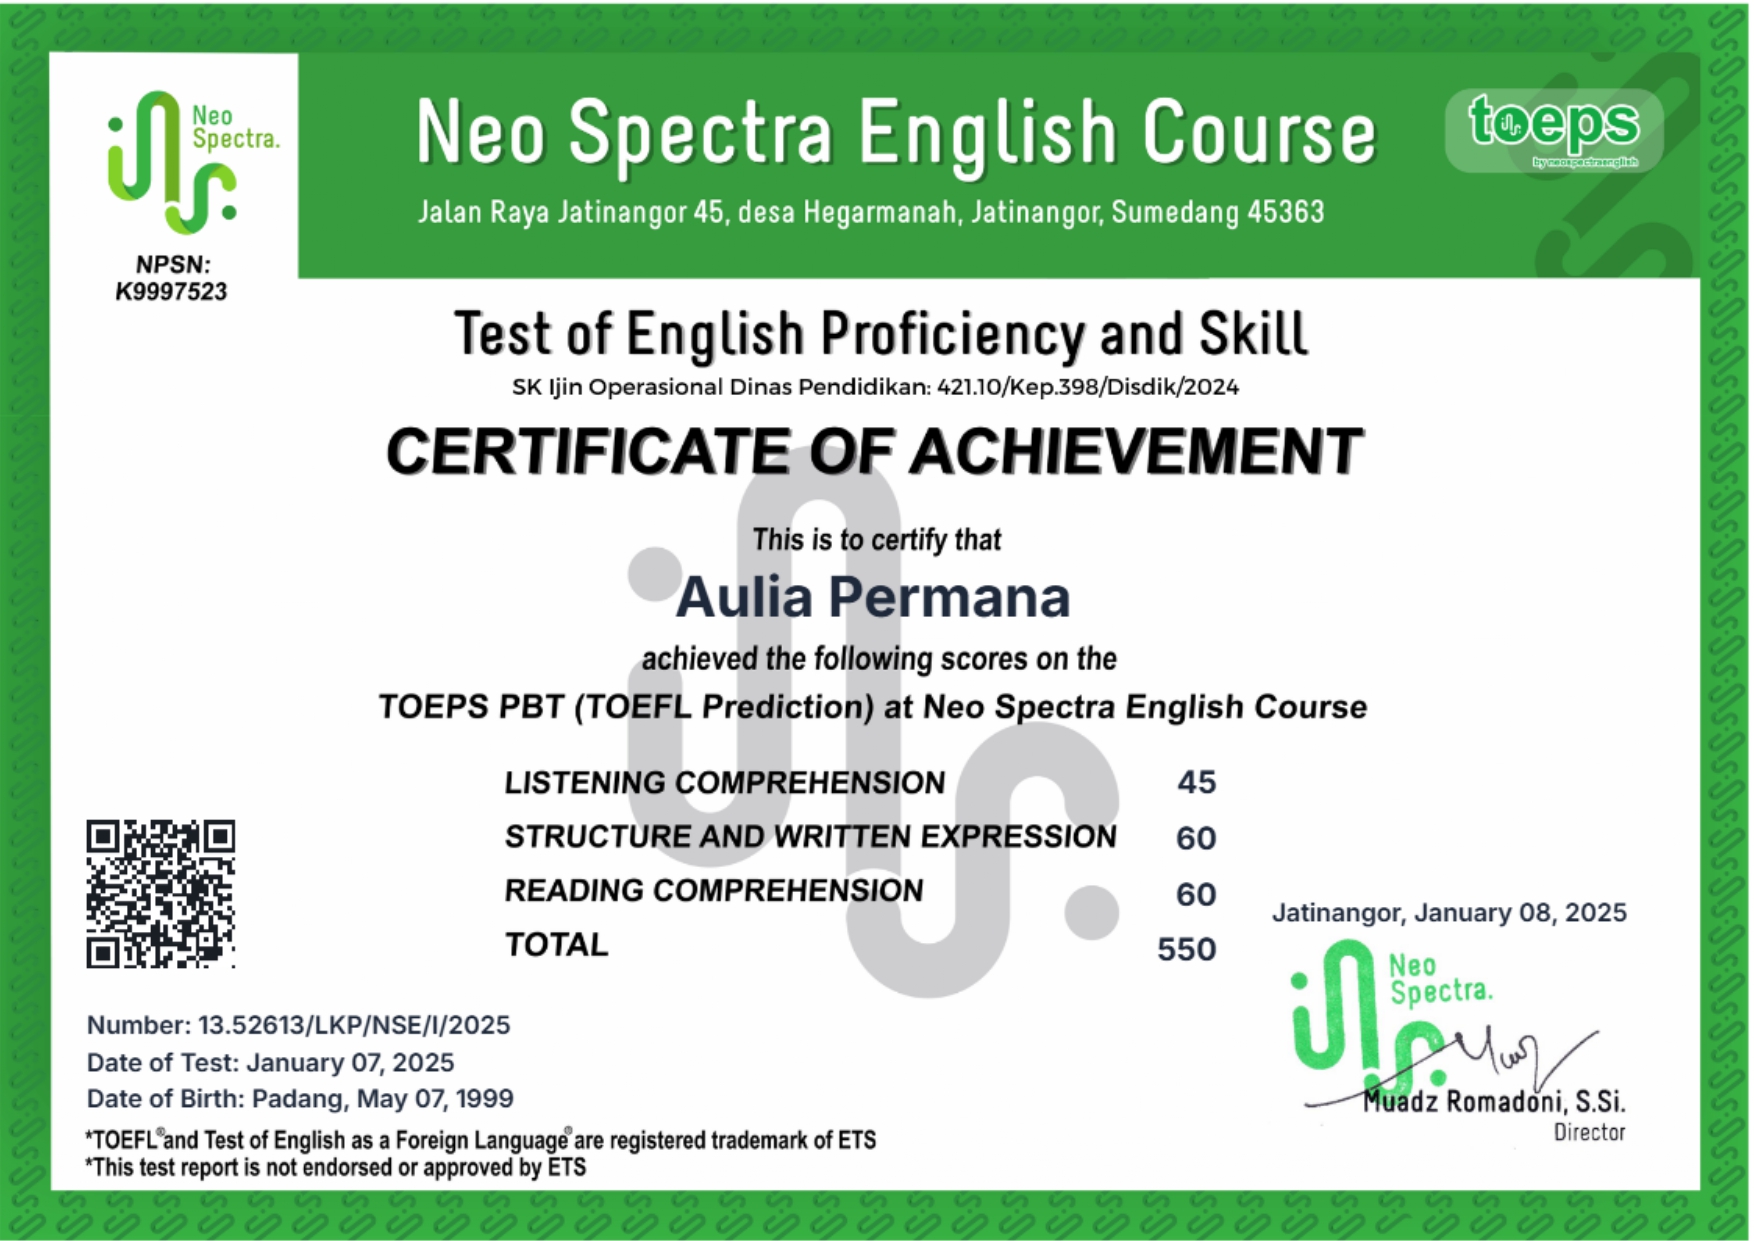 Neo
Spectra.
NPSN:
K9997523
Neo Spectra English Course
Jalan Raya Jatinangor 45, desa Hegarmanah, Jatinangor, Sumedang 45363
toeps
by neospectraenglish
Test of English Proficiency and Skill
SK Ijin Operasional Dinas Pendidikan: 421.10/Kep.398/Disdik/2024
CERTIFICATE OF ACHIEVEMENT
This is to certify that
Aulia Permana
achieved the following scores on the
TOEPS PBT (TOEFL Prediction) at Neo Spectra English Course
LISTENING COMPREHENSION 45
STRUCTURE AND WRITTEN EXPRESSION 60
READING COMPREHENSION 60
TOTAL 550
Jatinangor, January 08, 2025
Neo
Spectra.
Muadz Romadoni, S.Si.
Director
Number: 13.52613/LKP/NSE/I/2025
Date of Test: January 07, 2025
Date of Birth: Padang, May 07, 1999
*TOEFL® and Test of English as a Foreign Language® are registered trademark of ETS
*This test report is not endorsed or approved by ETS